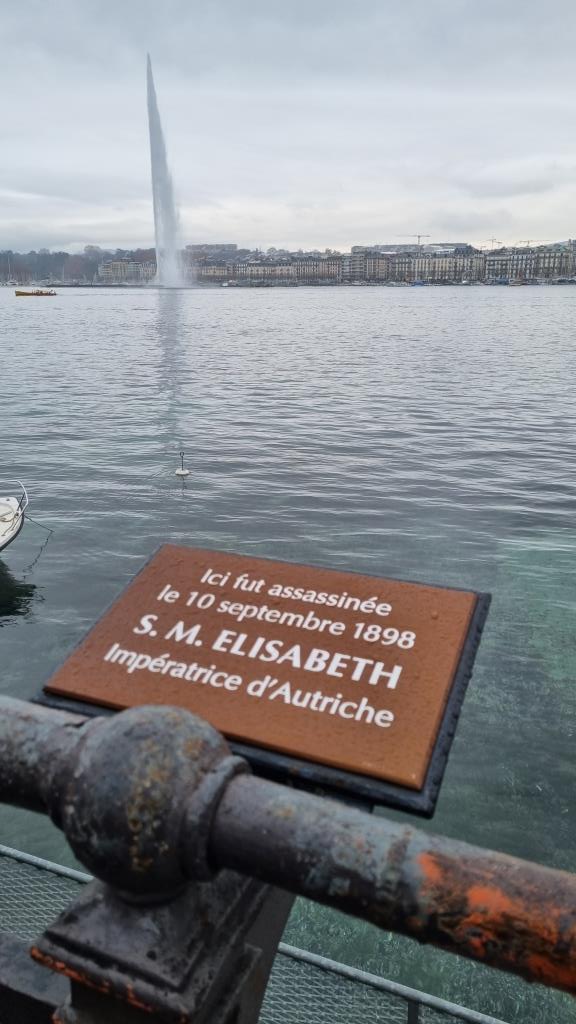 Ici fut assassinée
le 10 septembre 1898
S. M. ELISABETH
Impératrice d'Autriche